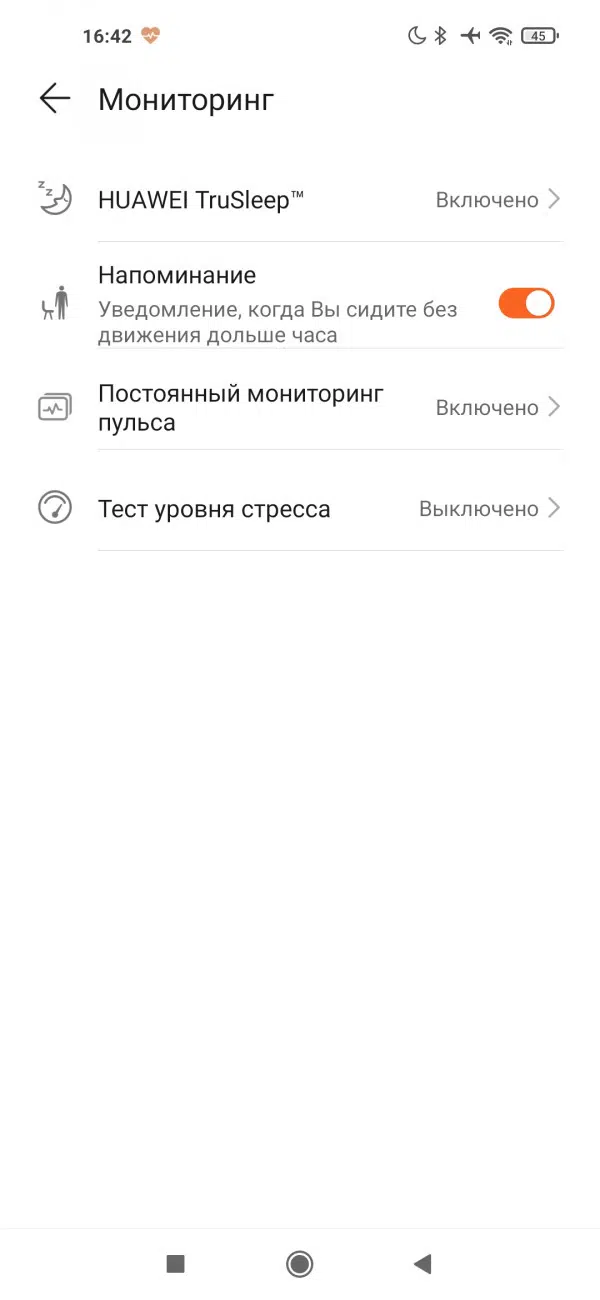 16:42
45
Мониторинг
z z z
HUAWEI TruSleep™
Включено
Напоминание
Уведомление, когда Вы сидите без
движения дольше часа
Постоянный мониторинг
пульса
Включено
Тест уровня стресса
Выключено